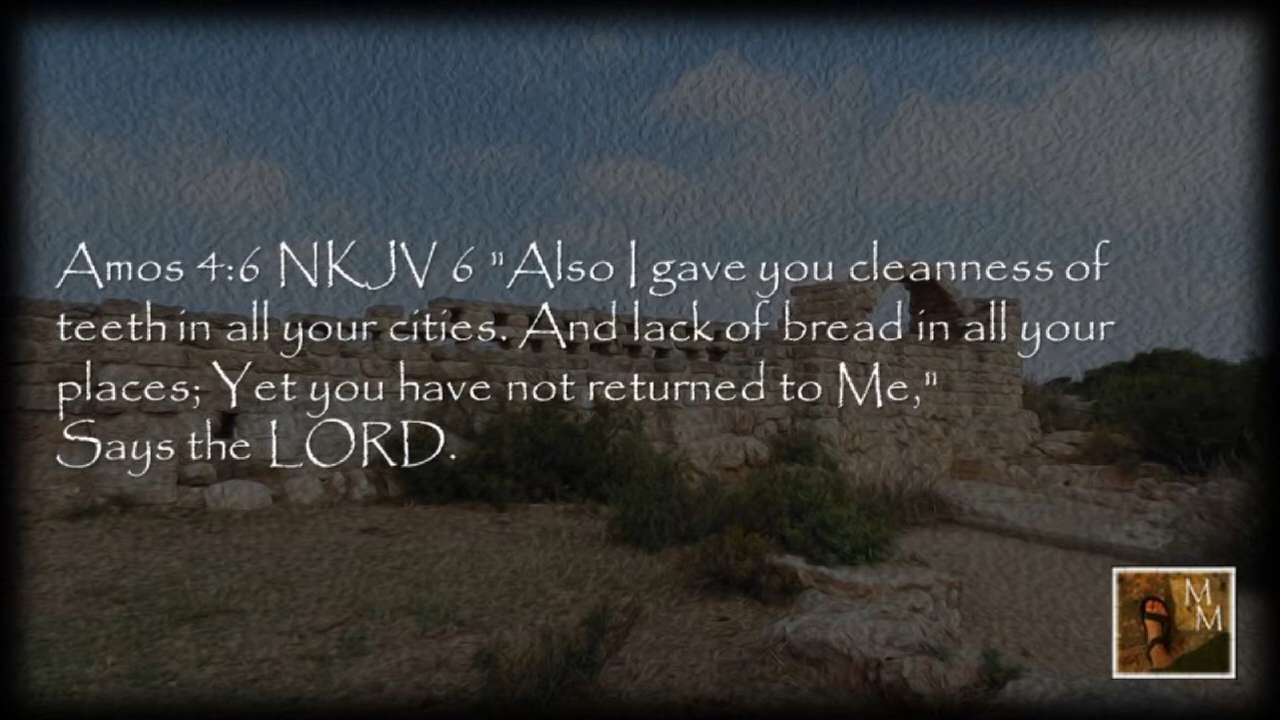 Amos 4:6 NKJV 6 "Also I gave you cleanness of
teeth in all your cities. And lack of bread in all your
places; Yet you have not returned to Me,"
Says the LORD.
M
M